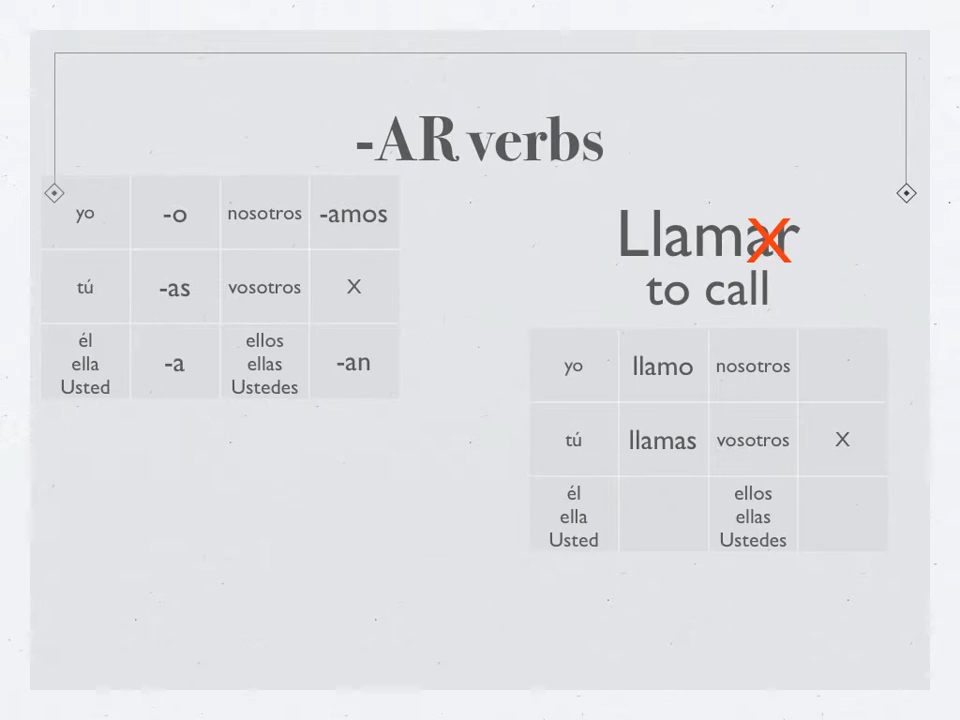 -AR verbs
yo -o nosotros -amos
tú -as vosotros X
él
ella
Usted
-a
ellos
ellas
Ustedes
-an
Llamar
X
to call
yo llamo nosotros
tú llamas vosotros X
él
ella
Usted
ellos
ellas
Ustedes